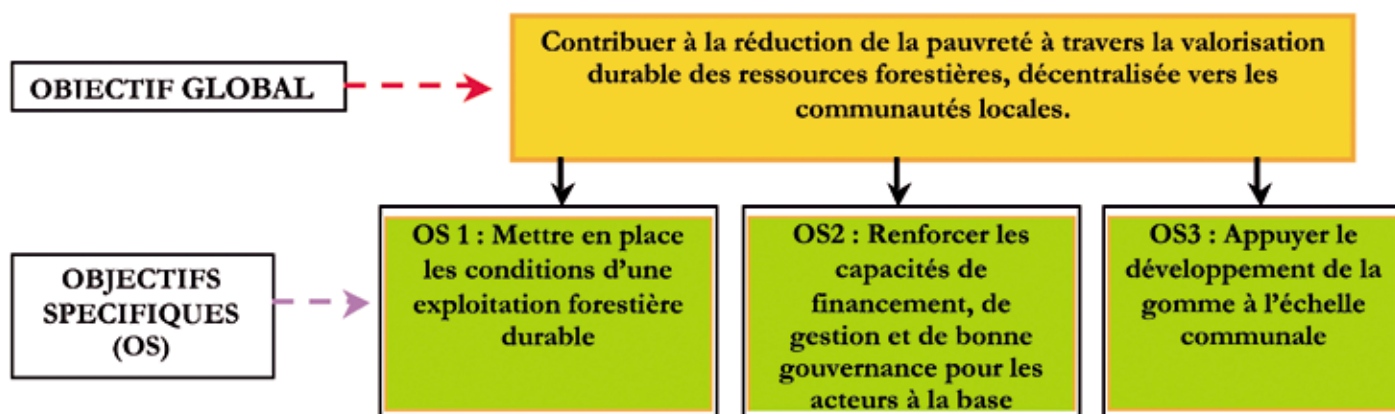 OBJECTIF GLOBAL
Contribuer à la réduction de la pauvreté à travers la valorisation
durable des ressources forestières, décentralisée vers les
communautés locales.
OBJECTIFS
SPECIFIQUES
(OS)
OS 1 : Mettre en place
les conditions d'une
exploitation forestière
durable
OS2 : Renforcer les
capacités de
financement, de
gestion et de bonne
gouvernance pour les
acteurs à la base
OS3 : Appuyer le
développement de la
gomme à l'échelle
communale